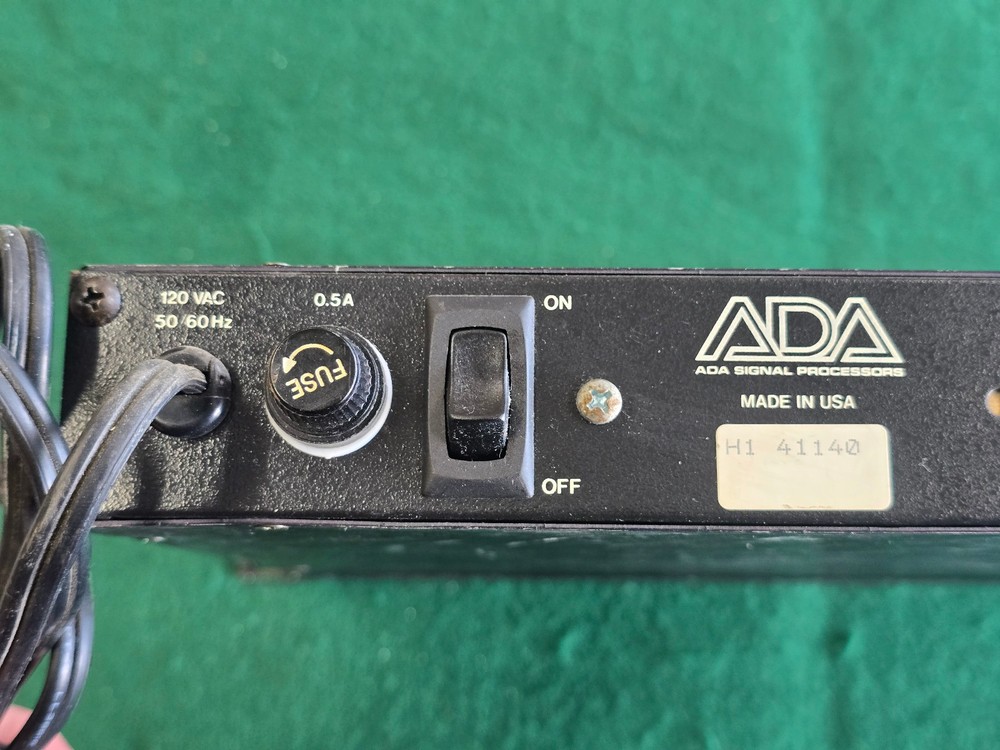 120 VAC
50/60Hz
0.5A
FUSE
ON
OFF
ADA
ADA SIGNAL PROCESSORS
MADE IN USA
H1 41140